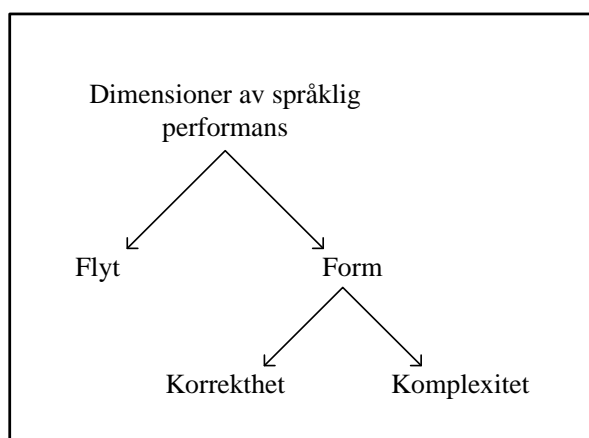 Dimensioner av språklig
performans
Flyt
Form
Korrekthet
Komplexitet